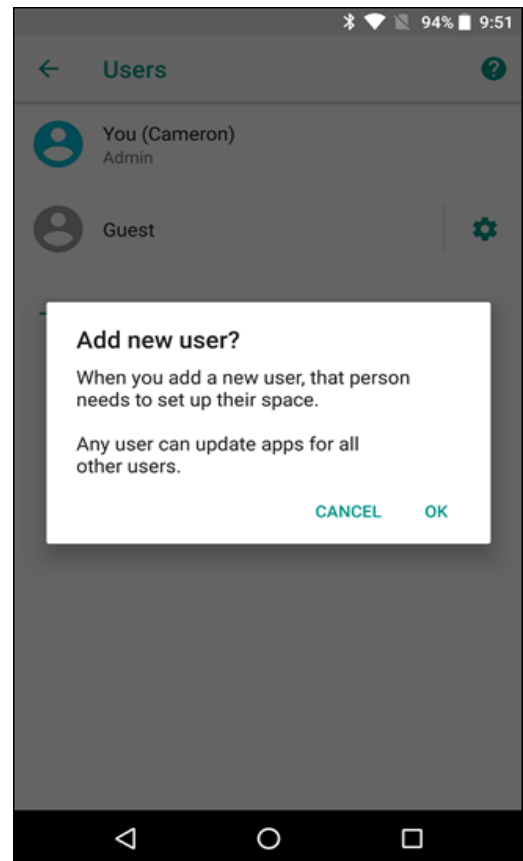 94% 9:51
Users
You (Cameron)
Admin
Guest
Add new user?
When you add a new user, that person
needs to set up their space.
Any user can update apps for all
other users.
CANCEL OK